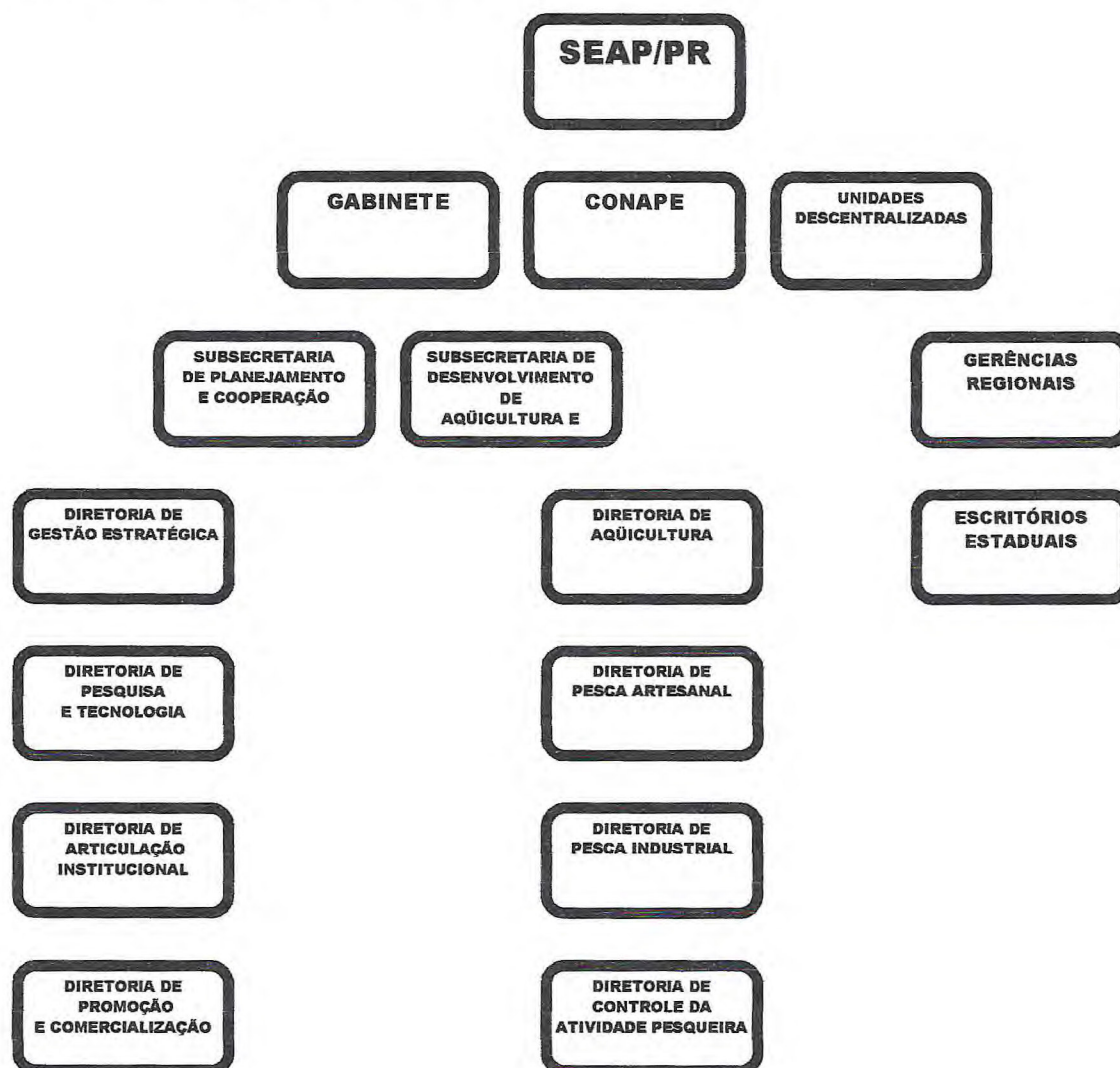 SEAP/PR
GABINETE
CONAPE
UNIDADES
DESCENTRALIZADAS
SUBSECRETARIA
DE PLANEJAMENTO
E COOPERAÇÃO
SUBSECRETARIA DE
DESENVOLVIMENTO
DE
AQÜICULTURA E
GERÊNCIAS
REGIONAIS
DIRETORIA DE
GESTÃO ESTRATÉGICA
DIRETORIA DE
AQÜICULTURA
ESCRITÓRIOS
ESTADUAIS
DIRETORIA DE
PESQUISA
E TECNOLOGIA
DIRETORIA DE
PESCA ARTESANAL
DIRETORIA DE
ARTICULAÇÃO
INSTITUCIONAL
DIRETORIA DE
PESCA INDUSTRIAL
DIRETORIA DE
PROMOÇÃO
E COMERCIALIZAÇÃO
DIRETORIA DE
CONTROLE DA
ATIVIDADE PESQUEIRA